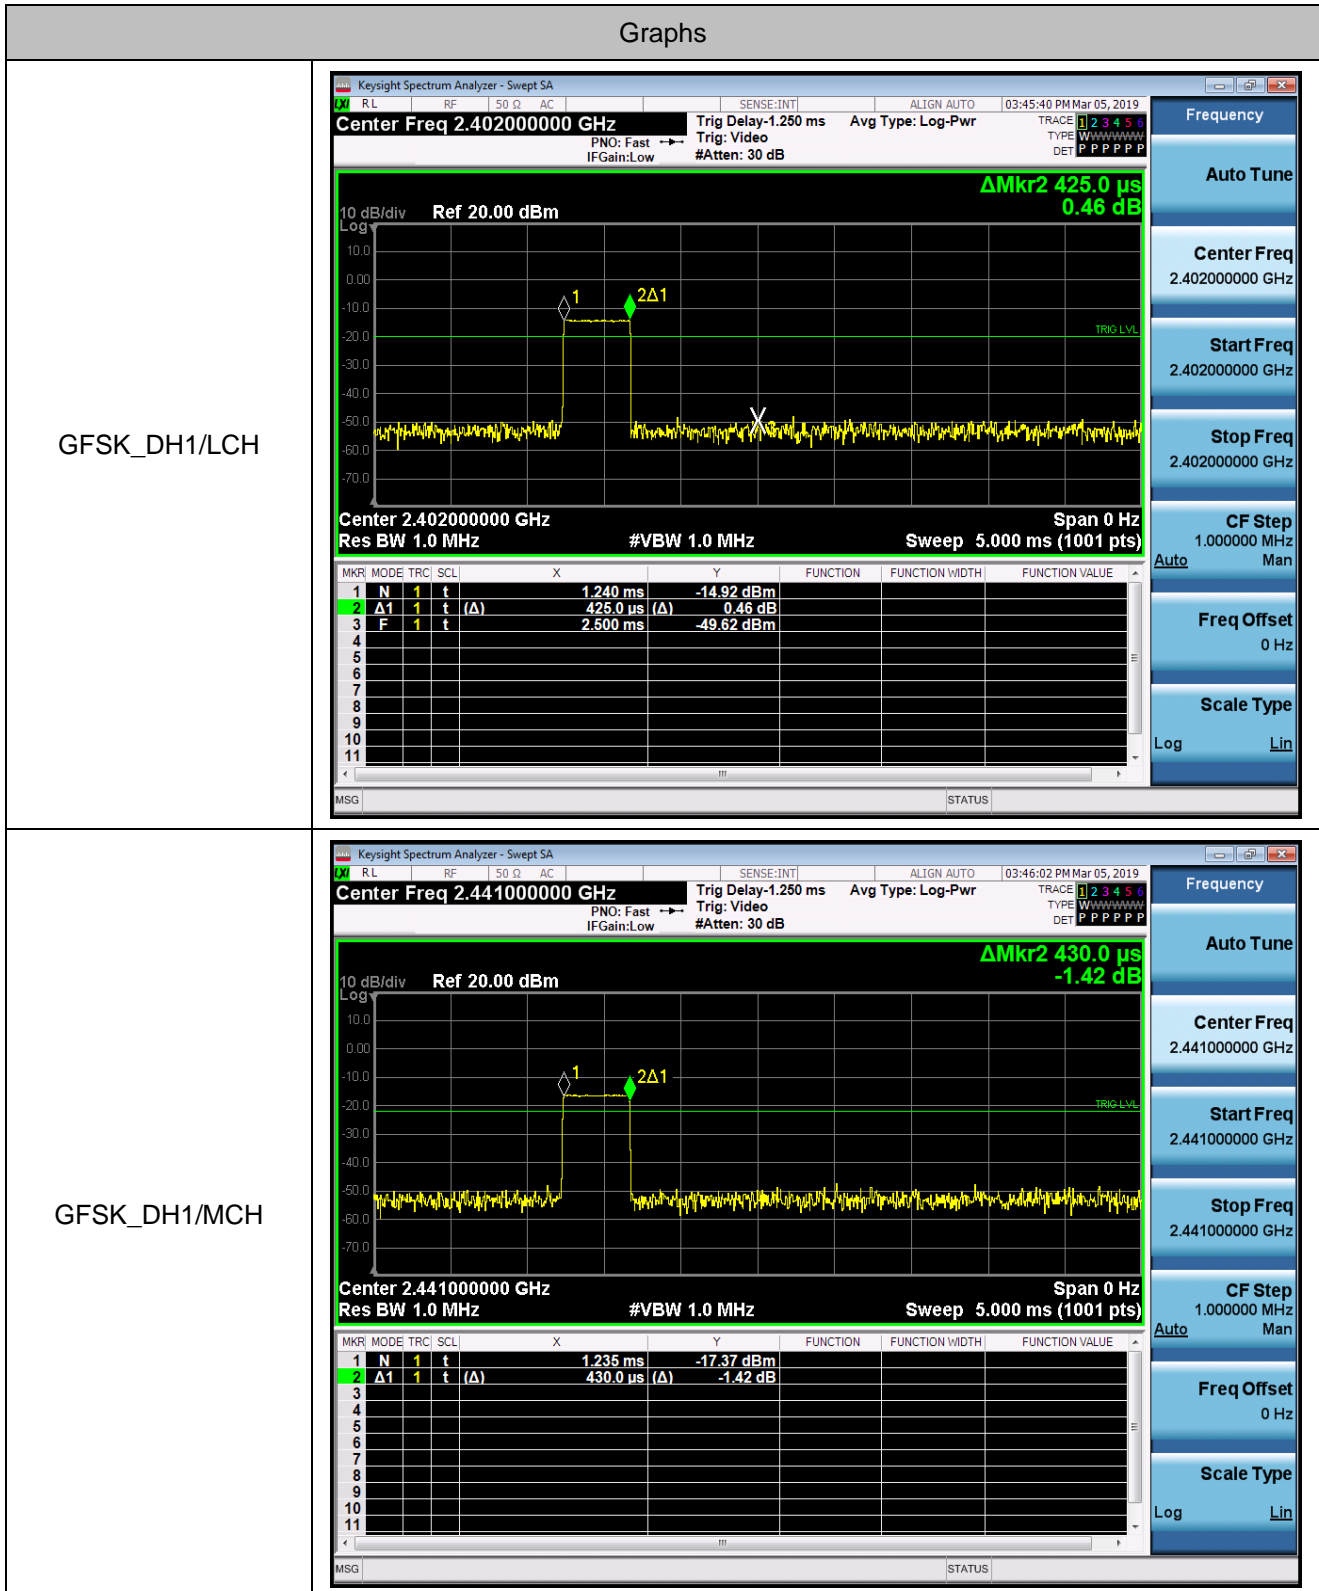 Graphs
GFSK_DH1/LCH
Keysight Spectrum Analyzer - Swept SA
LXI RL RF 50 Ω AC SENSE:INT ALIGN AUTO 03:45:40 PM Mar 05, 2019
Center Freq 2.402000000 GHz
PNO: Fast
IFGain:Low
Trig Delay-1.250 ms
Trig: Video
#Atten: 30 dB
Avg Type: Log-Pwr
TRACE 1 2 3 4 5 6
TYPE WWWWWW
DET P P P P P P
ΔMkr2 425.0 µs
0.46 dB
10 dB/div Ref 20.00 dBm
Log
10.0
0.00
-10.0
-20.0
-30.0
-40.0
-50.0
-60.0
-70.0
1
2Δ1
TRIG LVL
Center 2.402000000 GHz Span 0 Hz
Res BW 1.0 MHz #VBW 1.0 MHz Sweep 5.000 ms (1001 pts)
MKR MODE TRC SCL X Y FUNCTION FUNCTION WIDTH FUNCTION VALUE
1 N 1 t 1.240 ms -14.92 dBm
2 Δ1 1 t (Δ) 425.0 µs (Δ) 0.46 dB
3 F 1 t 2.500 ms -49.62 dBm
4
5
6
7
8
9
10
11
MSG STATUS
Frequency
Auto Tune
Center Freq
2.402000000 GHz
Start Freq
2.402000000 GHz
Stop Freq
2.402000000 GHz
CF Step
1.000000 MHz
Auto Man
Freq Offset
0 Hz
Scale Type
Log Lin
GFSK_DH1/MCH
Keysight Spectrum Analyzer - Swept SA
LXI RL RF 50 Ω AC SENSE:INT ALIGN AUTO 03:46:02 PM Mar 05, 2019
Center Freq 2.441000000 GHz
PNO: Fast
IFGain:Low
Trig Delay-1.250 ms
Trig: Video
#Atten: 30 dB
Avg Type: Log-Pwr
TRACE 1 2 3 4 5 6
TYPE WWWWWW
DET P P P P P P
ΔMkr2 430.0 µs
-1.42 dB
10 dB/div Ref 20.00 dBm
Log
10.0
0.00
-10.0
-20.0
-30.0
-40.0
-50.0
-60.0
-70.0
1
2Δ1
TRIG LVL
Center 2.441000000 GHz Span 0 Hz
Res BW 1.0 MHz #VBW 1.0 MHz Sweep 5.000 ms (1001 pts)
MKR MODE TRC SCL X Y FUNCTION FUNCTION WIDTH FUNCTION VALUE
1 N 1 t 1.235 ms -17.37 dBm
2 Δ1 1 t (Δ) 430.0 µs (Δ) -1.42 dB
3
4
5
6
7
8
9
10
11
MSG STATUS
Frequency
Auto Tune
Center Freq
2.441000000 GHz
Start Freq
2.441000000 GHz
Stop Freq
2.441000000 GHz
CF Step
1.000000 MHz
Auto Man
Freq Offset
0 Hz
Scale Type
Log Lin